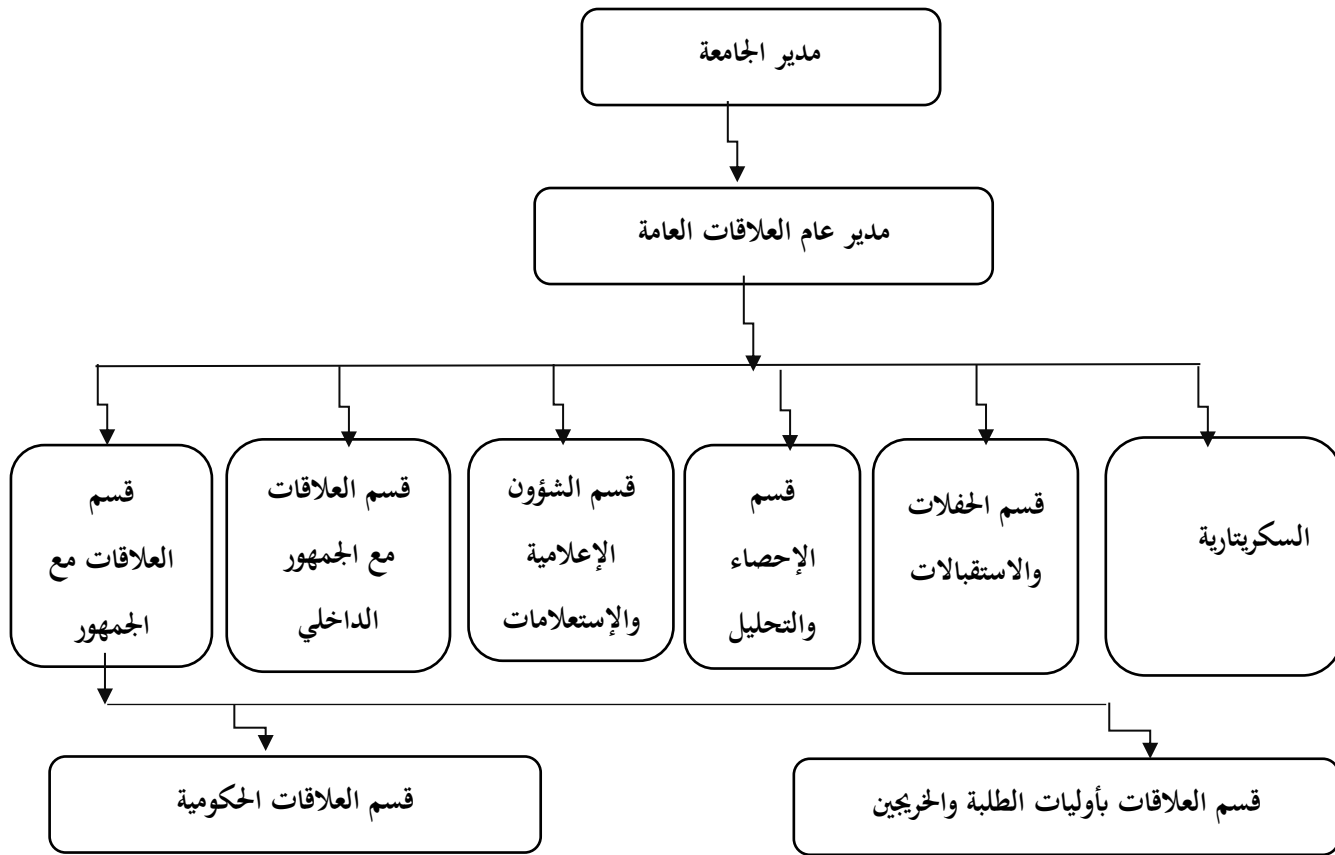 مدير الجامعة
مدير عام العلاقات العامة
السكريتارية
قسم الحفلات
والاستقبالات
قسم
الإحصاء
والتحليل
قسم الشؤون
الإعلامية
والإستعلامات
قسم العلاقات
مع الجمهور
الداخلي
قسم
العلاقات مع
الجمهور
قسم العلاقات بأوليات الطلبة والخريجين
قسم العلاقات الحكومية